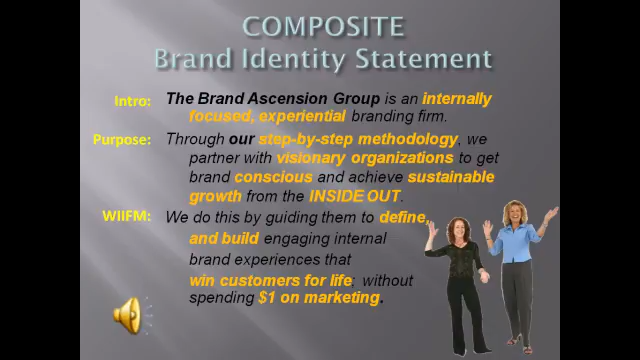 COMPOSITE
Brand Identity Statement
Intro: The Brand Ascension Group is an internally
focused, experiential branding firm.
Purpose: Through our step-by-step methodology, we
partner with visionary organizations to get
brand conscious and achieve sustainable
growth from the INSIDE OUT.
WIIFM: We do this by guiding them to define,
and build engaging internal
brand experiences that
win customers for life; without
spending $1 on marketing.